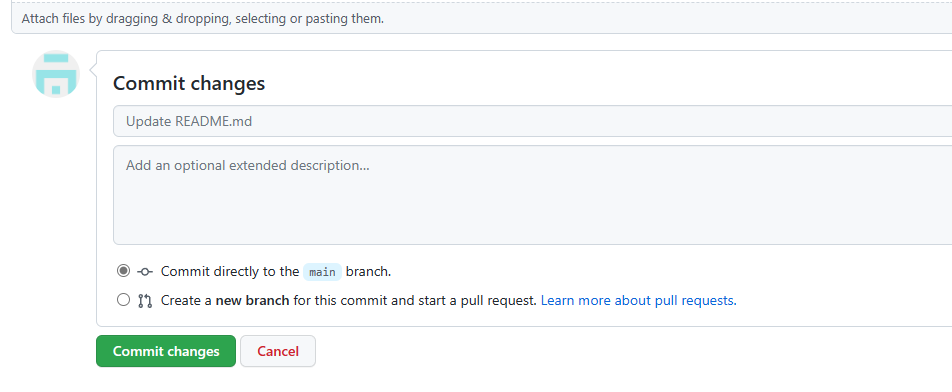 Attach files by dragging & dropping, selecting or pasting them.
Commit changes
Update README.md
Add an optional extended description...
Commit directly to the main branch.
Create a new branch for this commit and start a pull request. Learn more about pull requests.
Commit changes
Cancel